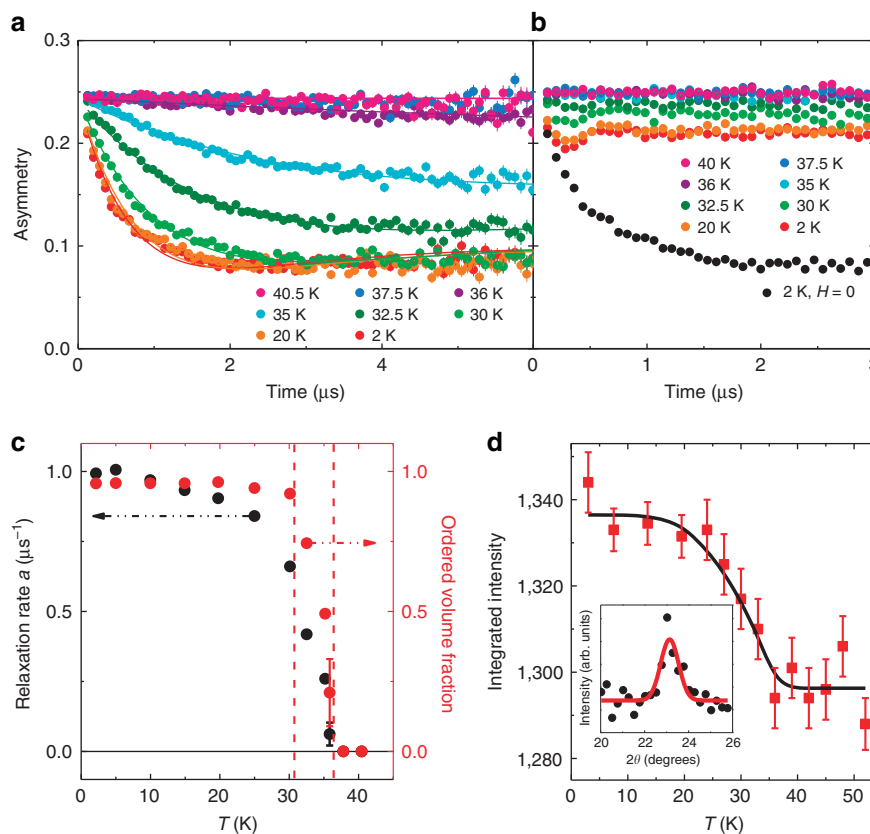 a
b
0.3
0.2
0.1
0.0
Asymmetry
0
2
4
Time (μs)
40.5 K
37.5 K
36 K
35 K
32.5 K
30 K
20 K
2 K
0
1
2
3
Time (μs)
40 K
37.5 K
36 K
35 K
32.5 K
30 K
20 K
2 K
2 K, H = 0
c
d
1.0
0.5
0.0
Relaxation rate a (μs⁻¹)
1.0
0.5
0.0
Ordered volume fraction
0
10
20
30
40
T (K)
1,340
1,320
1,300
1,280
Integrated intensity
Intensity (arb. units)
20
22
24
26
2θ (degrees)
0
10
20
30
40
50
T (K)